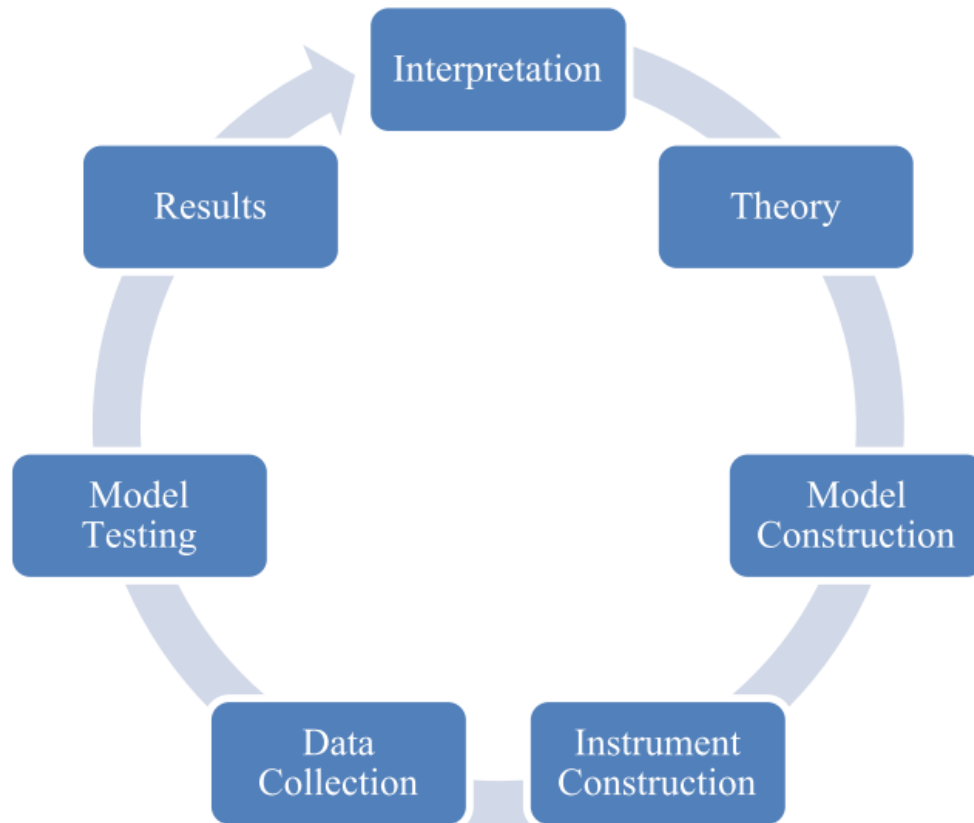 Interpretation
Theory
Model
Construction
Instrument
Construction
Data
Collection
Model
Testing
Results